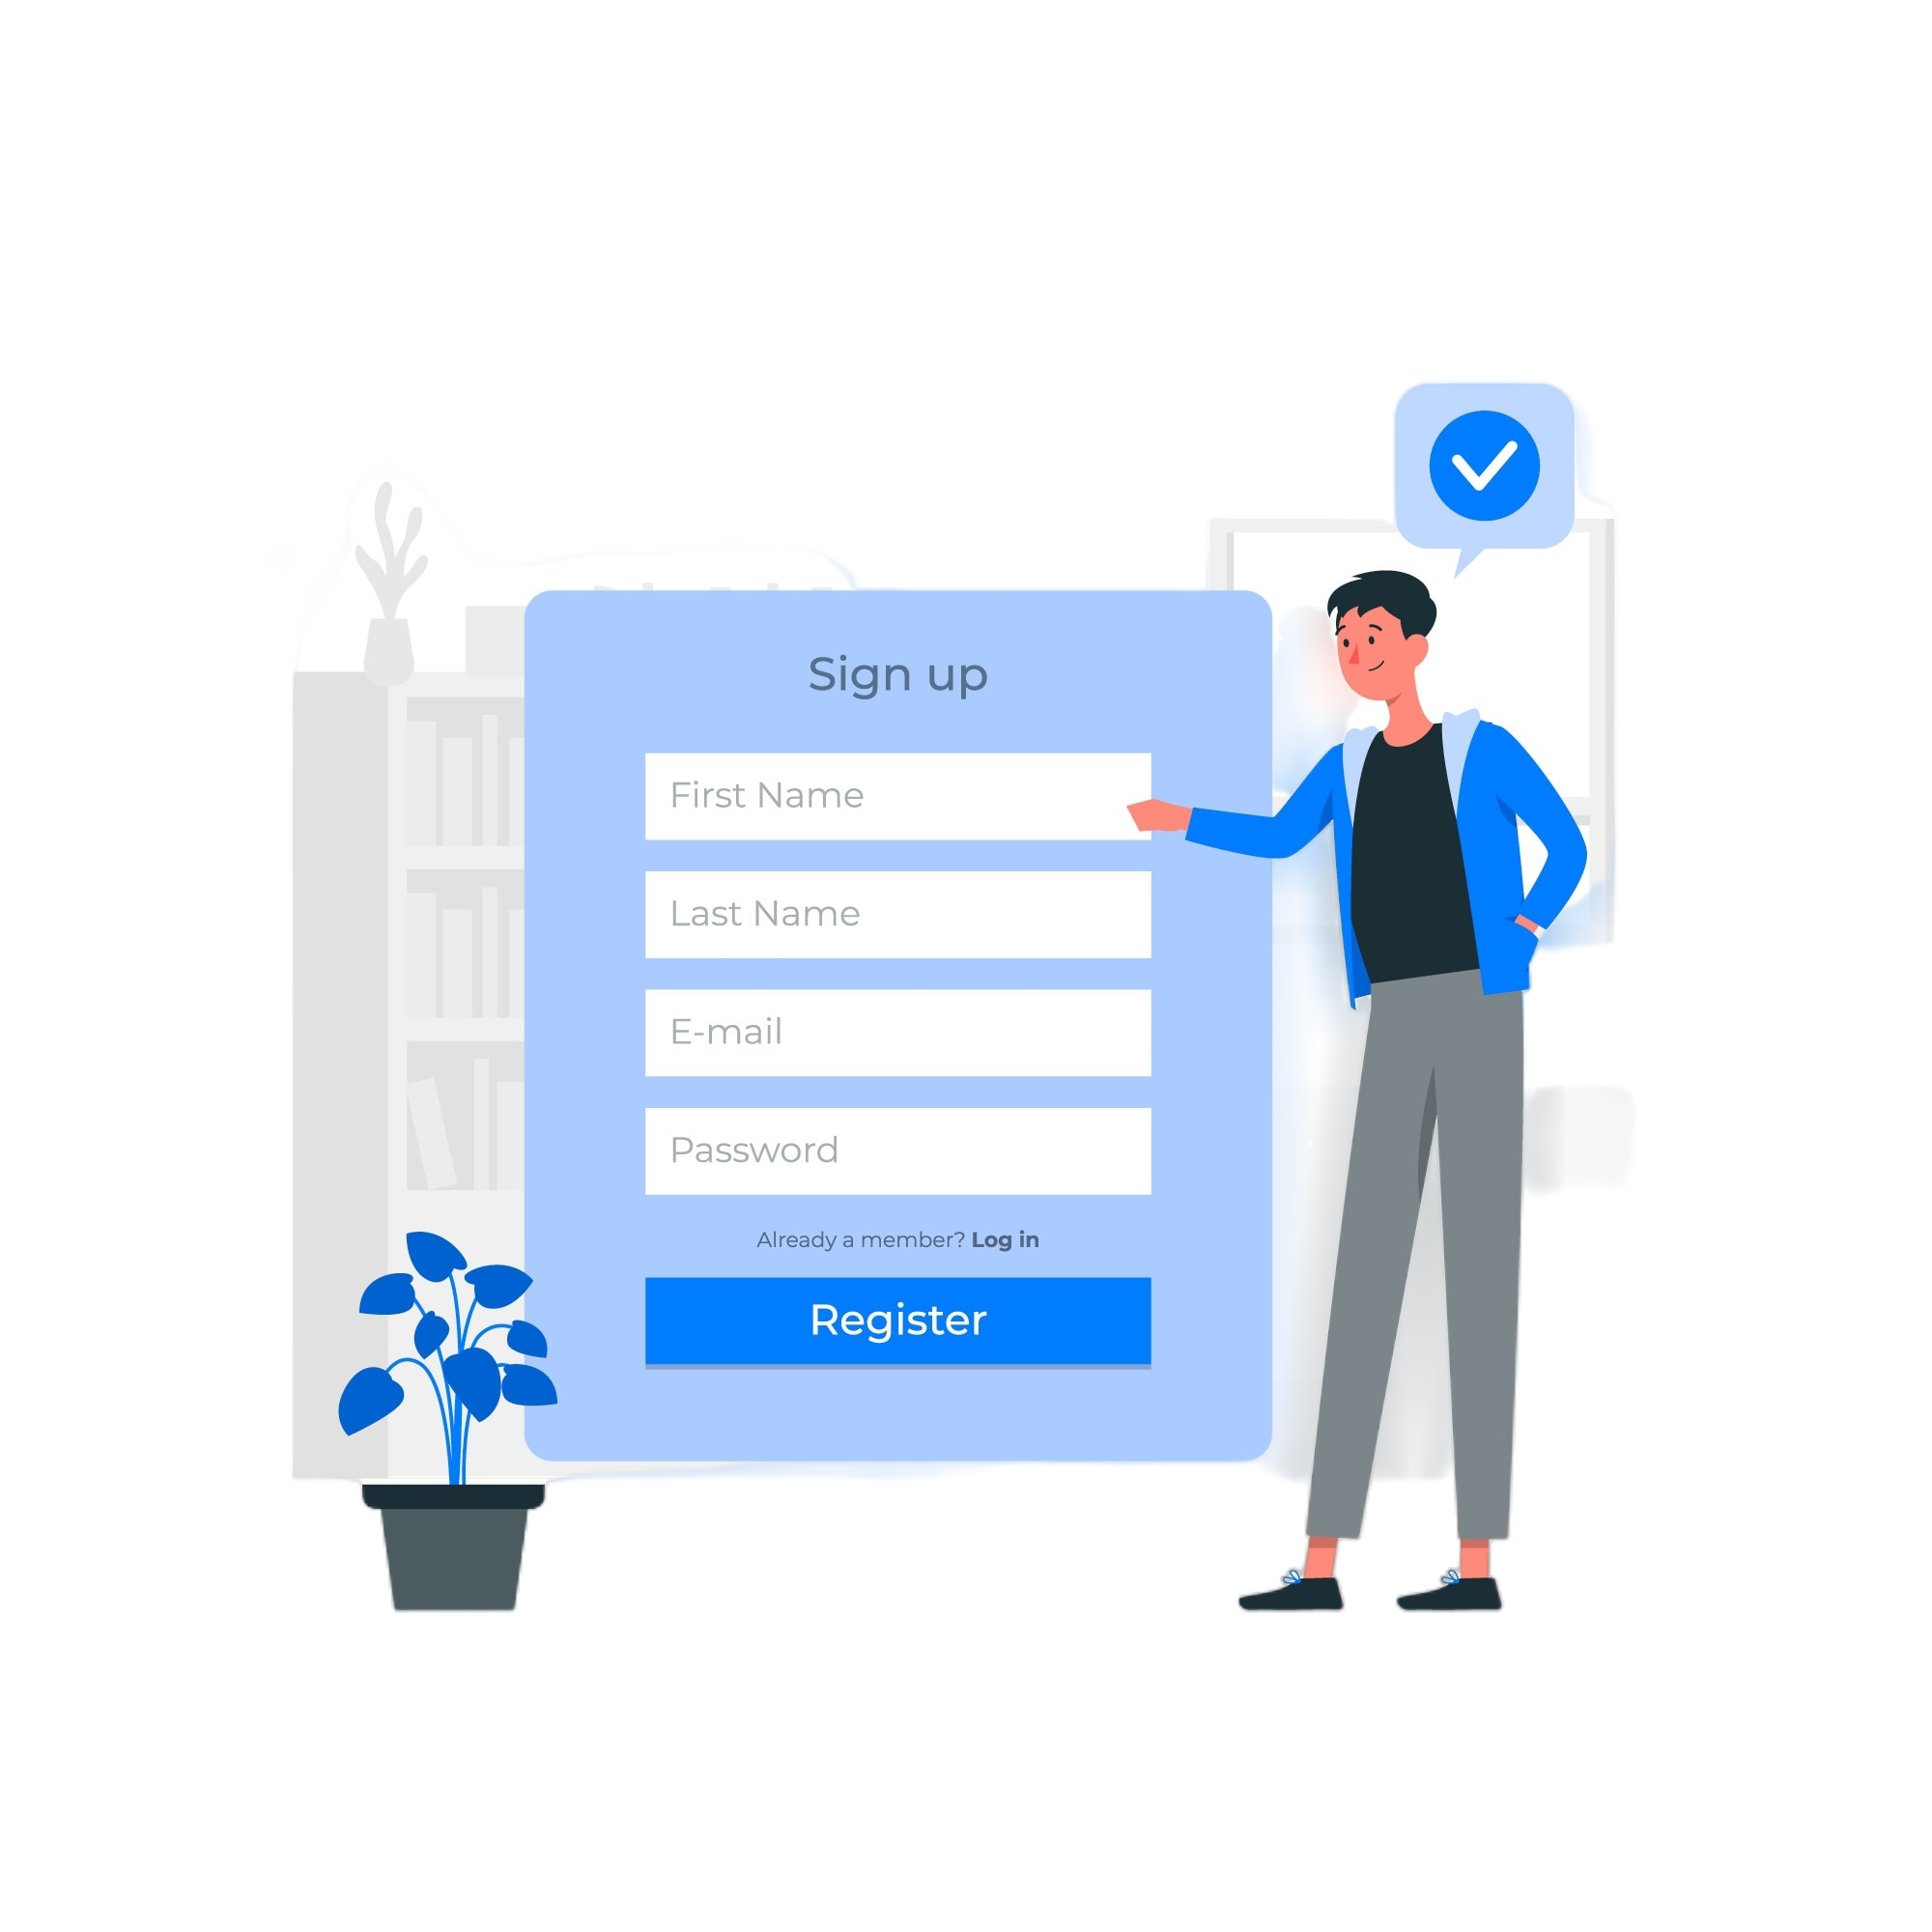 Sign up
First Name
Last Name
E-mail
Password
Already a member? Log in
Register